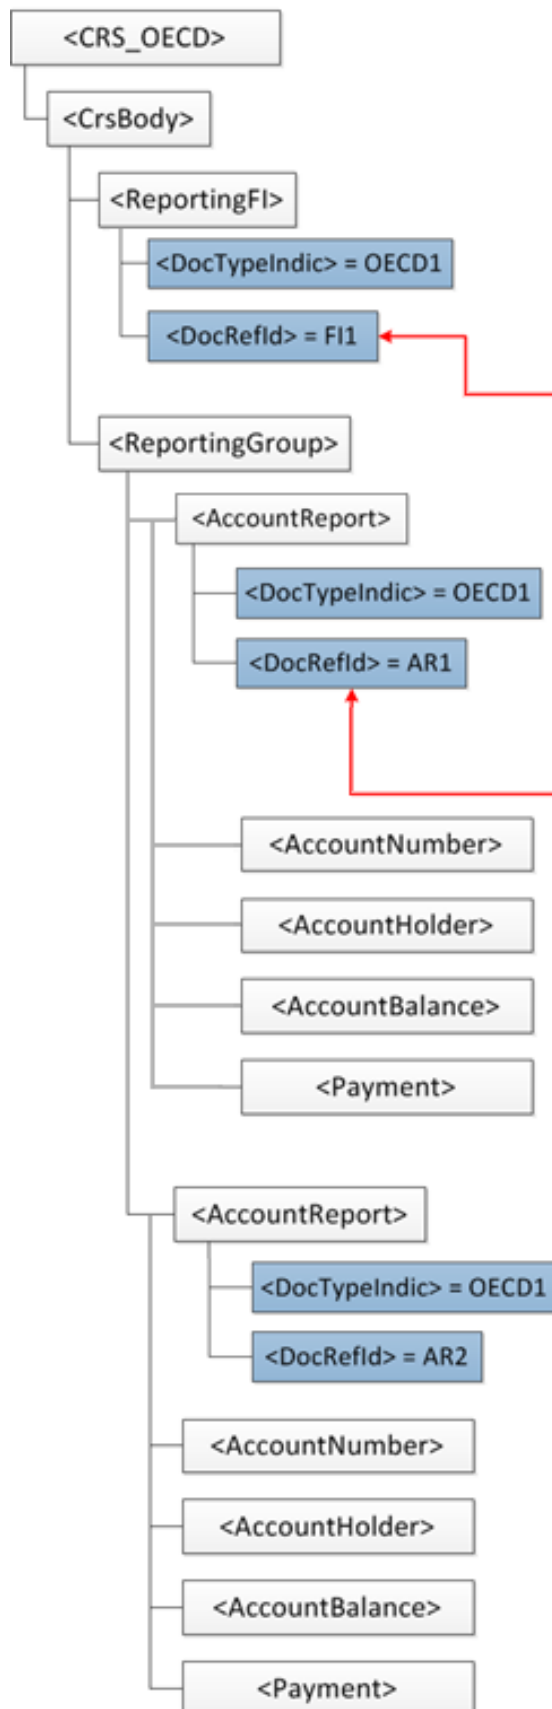 <CRS_OECD>
<CrsBody>
<ReportingFI>
<DocTypeIndic> = OECD1
<DocRefId> = FI1
<ReportingGroup>
<AccountReport>
<DocTypeIndic> = OECD1
<DocRefId> = AR1
<AccountNumber>
<AccountHolder>
<AccountBalance>
<Payment>
<AccountReport>
<DocTypeIndic> = OECD1
<DocRefId> = AR2
<AccountNumber>
<AccountHolder>
<AccountBalance>
<Payment>